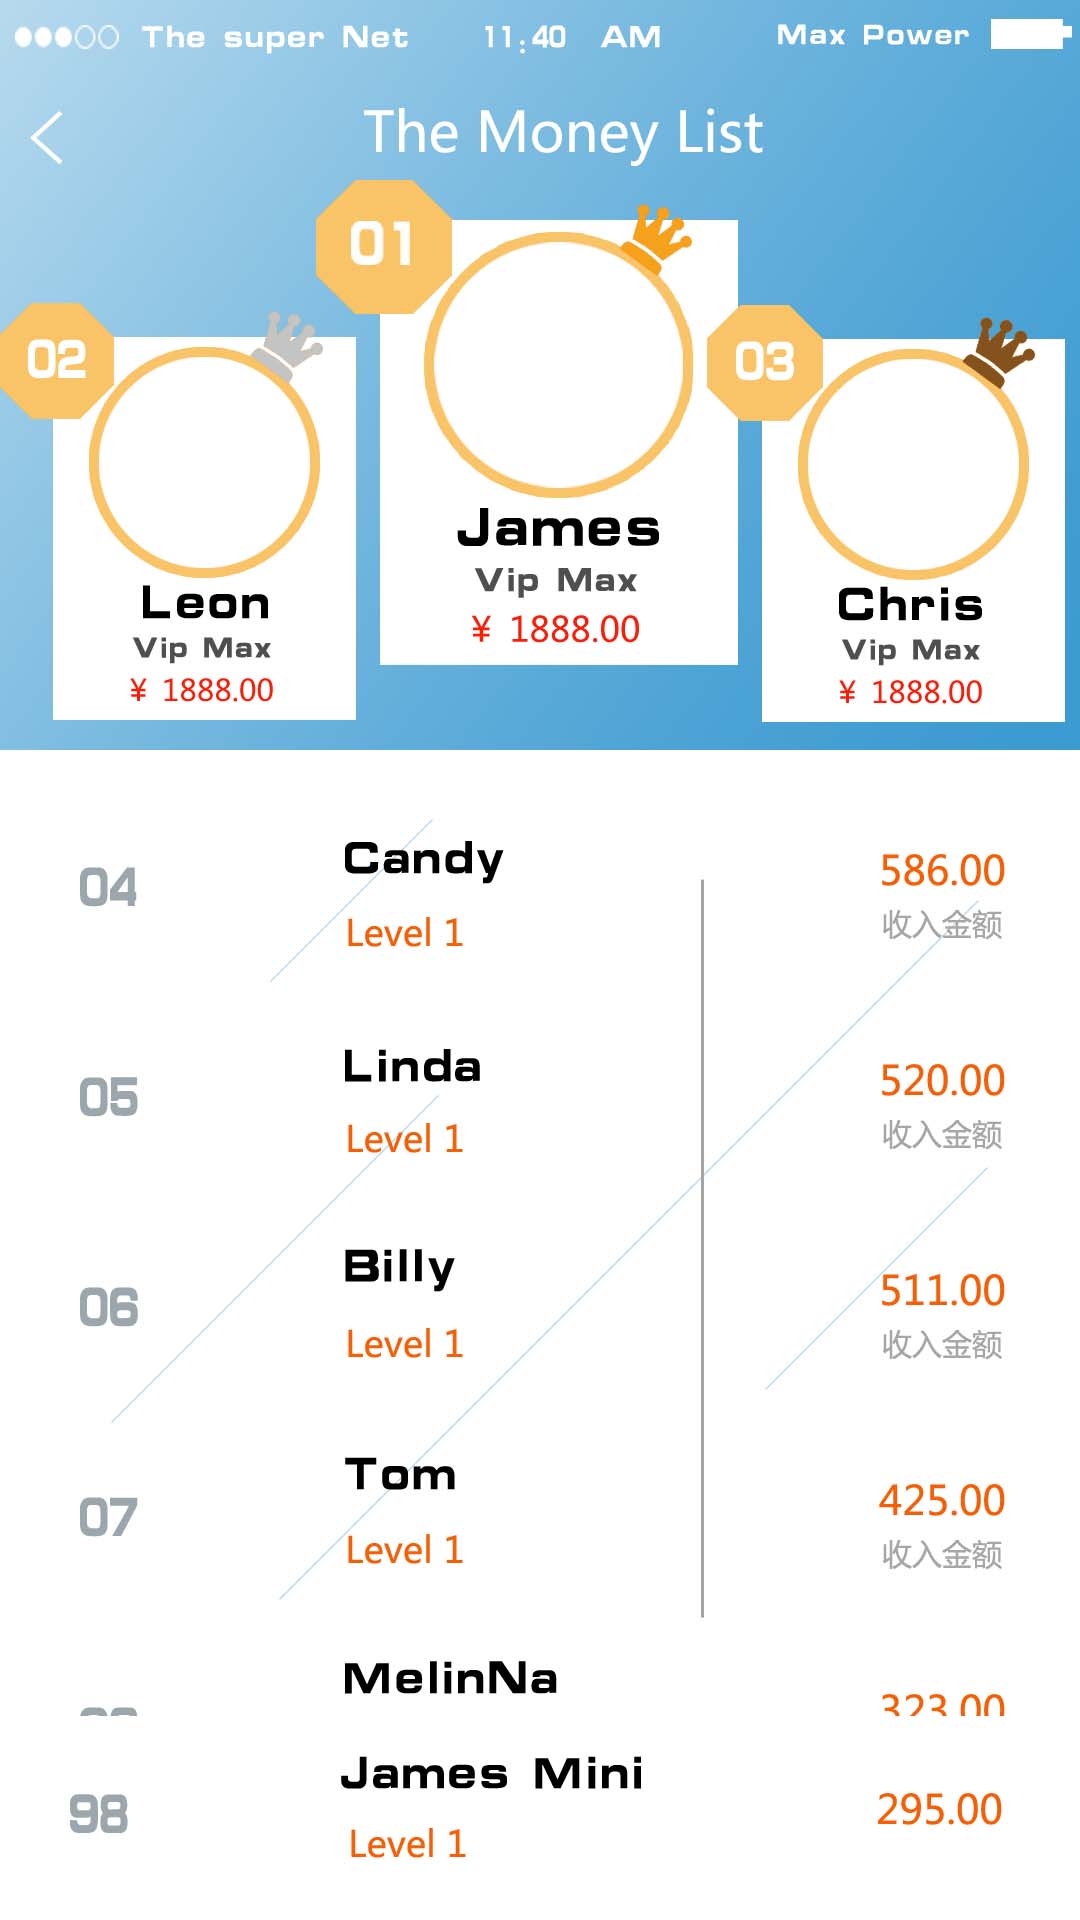 The super Net 11:40 AM Max Power
The Money List
01
02
03
James
Vip Max
¥ 1888.00
Leon
Vip Max
¥ 1888.00
Chris
Vip Max
¥ 1888.00
04 Candy 586.00
Level 1 收入金额
05 Linda 520.00
Level 1 收入金额
06 Billy 511.00
Level 1 收入金额
07 Tom 425.00
Level 1 收入金额
MelinNa
323.00
98 James Mini 295.00
Level 1